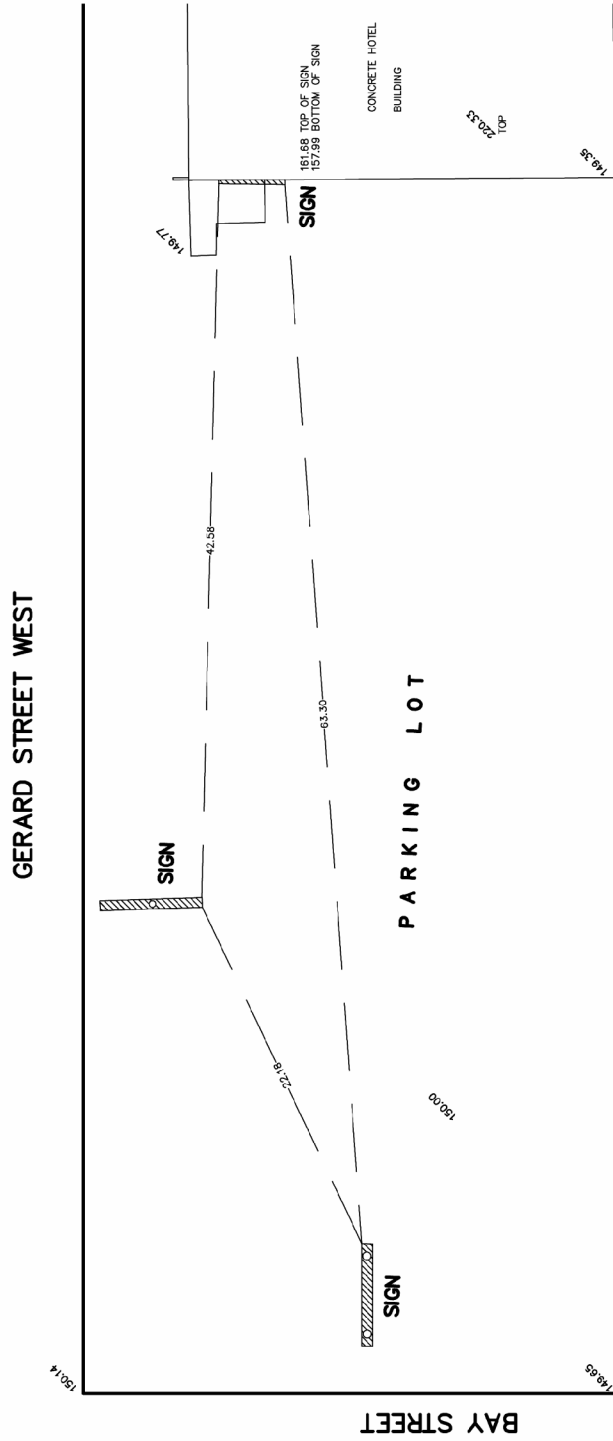 GERARD STREET WEST
149.77
161.68 TOP OF SIGN
157.99 BOTTOM OF SIGN
SIGN
CONCRETE HOTEL
BUILDING
220.33
TOP
149.35
42.58
63.30
PARKING LOT
SIGN
22.18
150.00
SIGN
150.14
149.65
BAY STREET